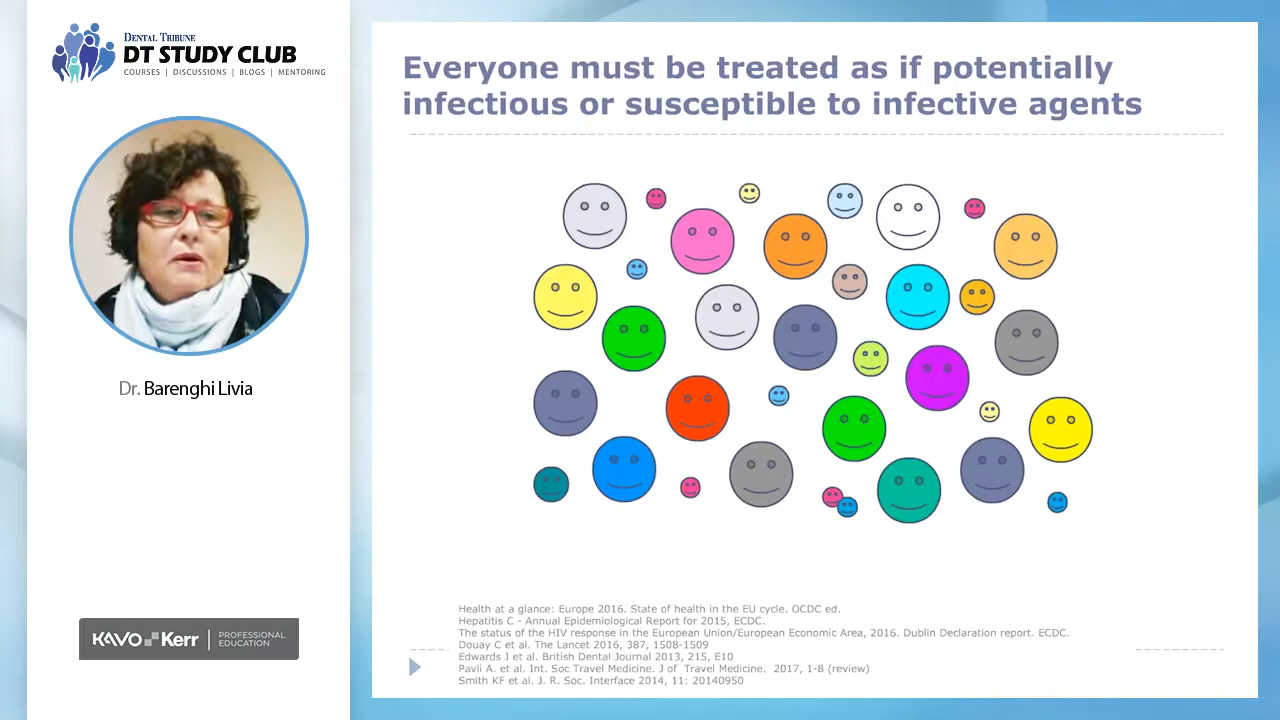 DENTAL TRIBUNE
DT STUDY CLUB
COURSES | DISCUSSIONS | BLOGS | MENTORING
Dr. Barenghi Livia
KAVO Kerr | PROFESSIONAL
EDUCATION
Everyone must be treated as if potentially
infectious or susceptible to infective agents
Health at a glance: Europe 2016. State of health in the EU cycle. OCDC ed.
Hepatitis C - Annual Epidemiological Report for 2015, ECDC.
The status of the HIV response in the European Union/European Economic Area, 2016. Dublin Declaration report. ECDC.
Douay C et al. The Lancet 2016, 387, 1508-1509
Edwards J et al. British Dental Journal 2013, 215, E10
Pavli A. et al. Int. Soc Travel Medicine. J of Travel Medicine. 2017, 1-8 (review)
Smith KF et al. J. R. Soc. Interface 2014, 11: 20140950